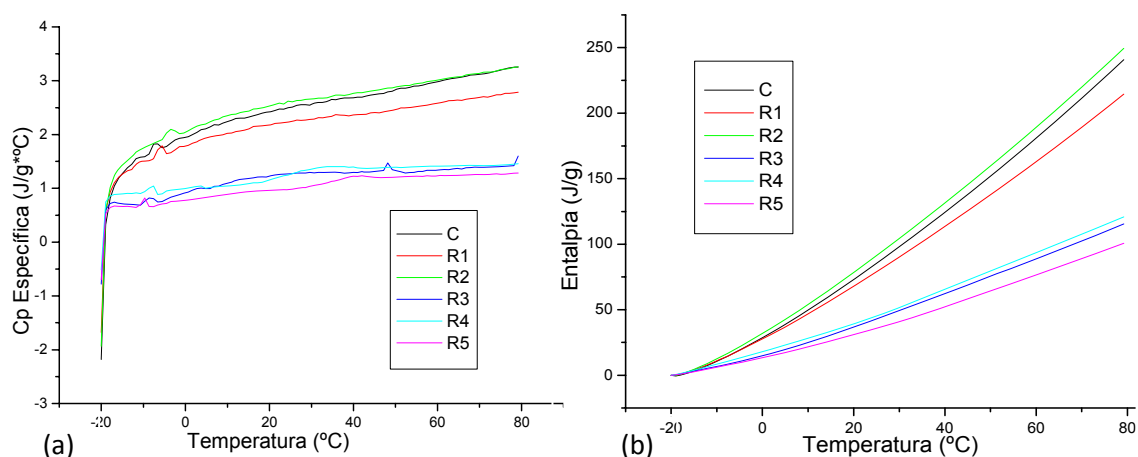 4
3
2
1
0
-1
-2
-3
Cp Específica (J/g*ºC)
C
R1
R2
R3
R4
R5
-20
0
20
40
60
80
Temperatura (ºC)
(a)
250
200
150
100
50
0
Entalpía (J/g)
C
R1
R2
R3
R4
R5
-20
0
20
40
60
80
Temperatura (ºC)
(b)